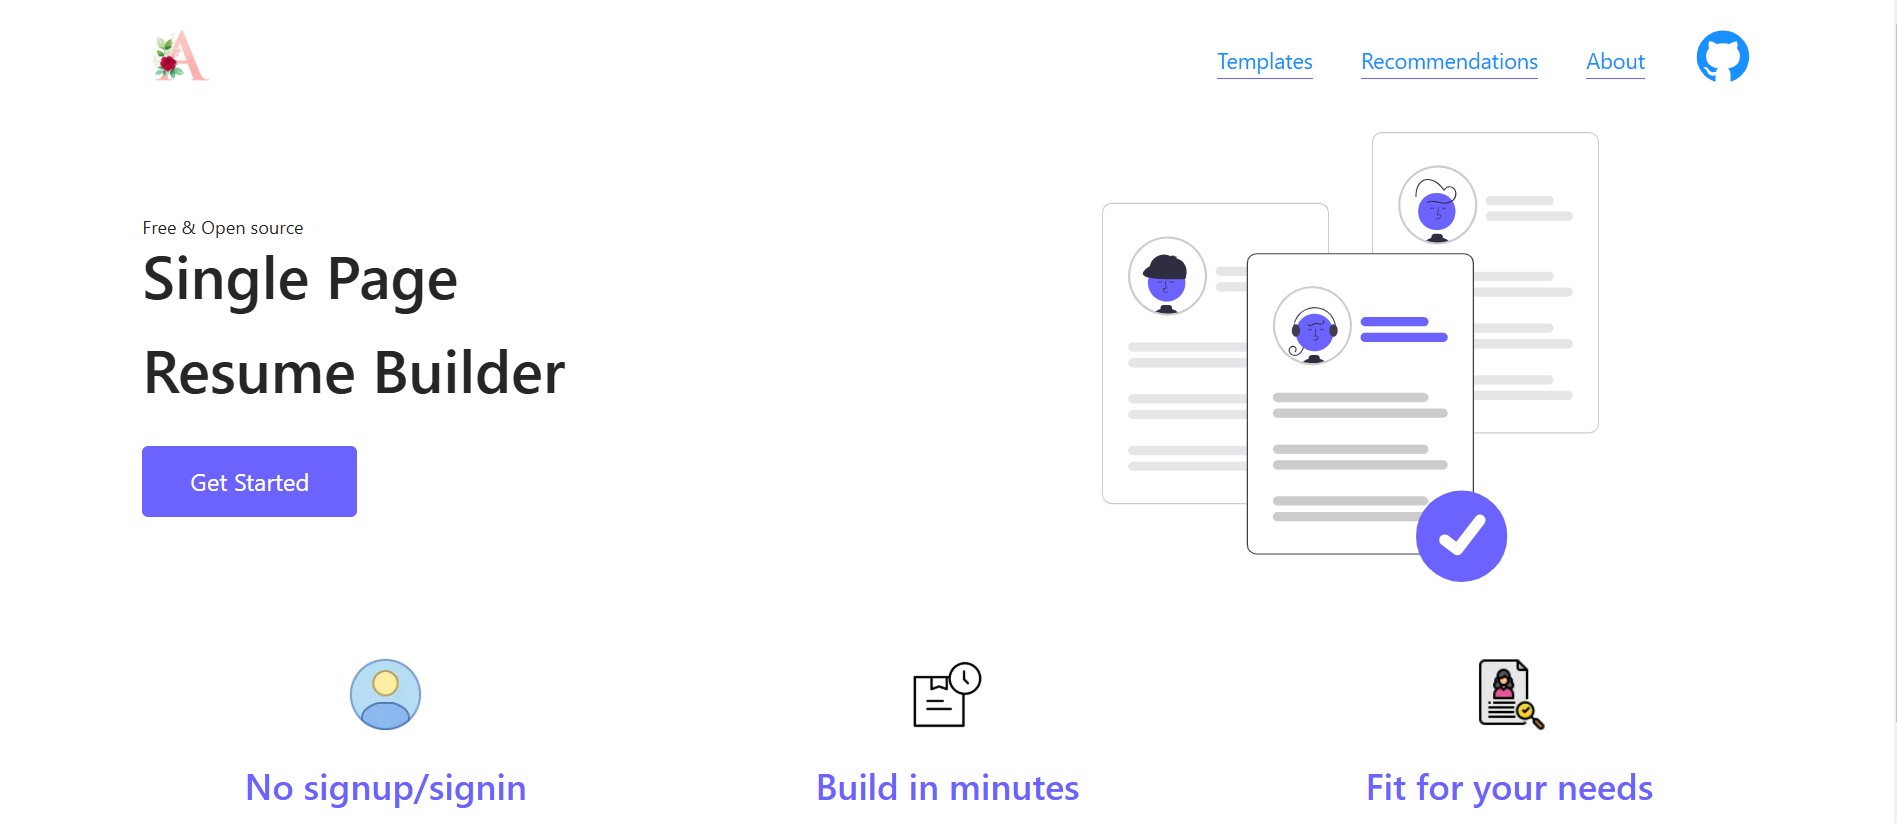 A
Templates
Recommendations
About
Free & Open source
Single Page
Resume Builder
Get Started
No signup/signin
Build in minutes
Fit for your needs